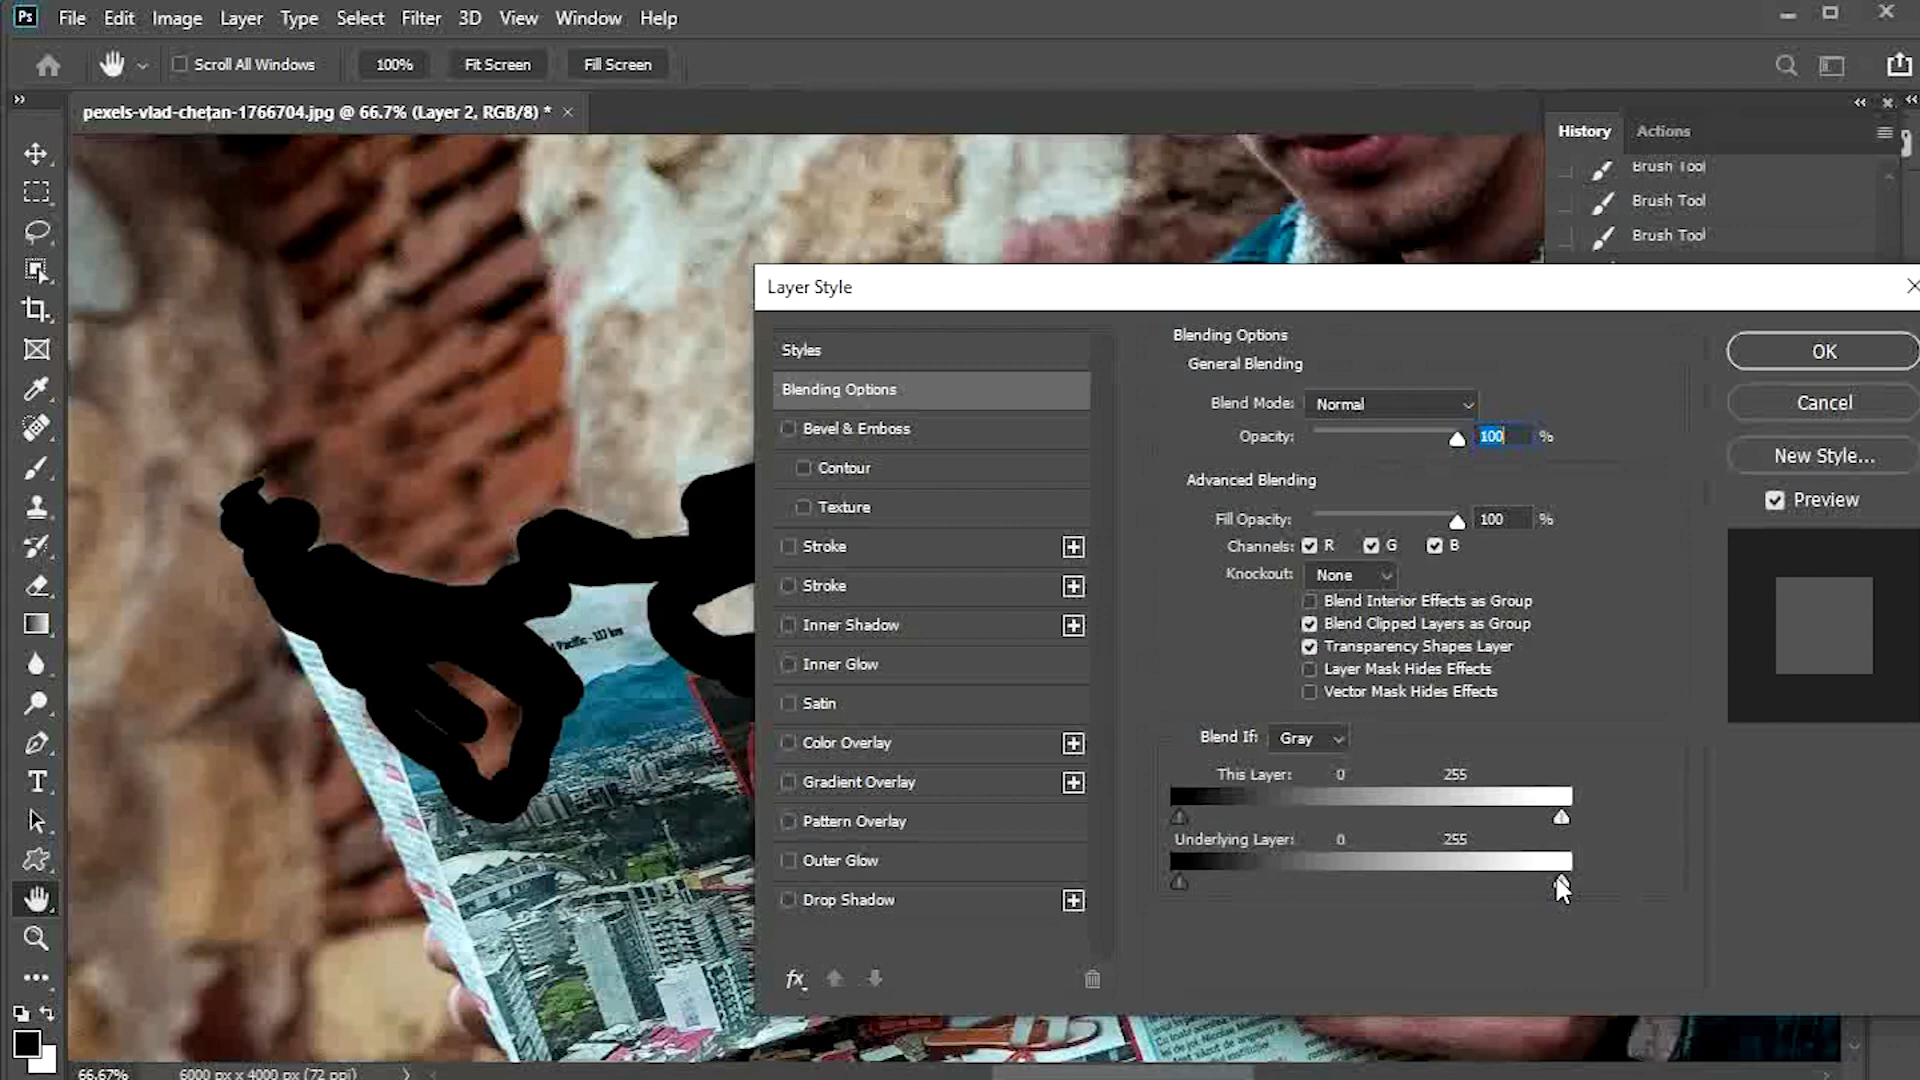 Ps File Edit Image Layer Type Select Filter 3D View Window Help
Scroll All Windows 100% Fit Screen Fill Screen
pexels-vlad-chețan-1766704.jpg @ 66.7% (Layer 2, RGB/8) *
History Actions
Brush Tool
Brush Tool
Brush Tool
Layer Style
Styles
Blending Options
Bevel & Emboss
Contour
Texture
Stroke
Stroke
Inner Shadow
Inner Glow
Satin
Color Overlay
Gradient Overlay
Pattern Overlay
Outer Glow
Drop Shadow
fx
Blending Options
General Blending
Blend Mode: Normal
Opacity: 100 %
Advanced Blending
Fill Opacity: 100 %
Channels: R G B
Knockout: None
Blend Interior Effects as Group
Blend Clipped Layers as Group
Transparency Shapes Layer
Layer Mask Hides Effects
Vector Mask Hides Effects
Blend If: Gray
This Layer: 0 255
Underlying Layer: 0 255
OK
Cancel
New Style...
Preview
Pacific - 117 km
66.67% 6000 px x 4000 px (72 ppi)